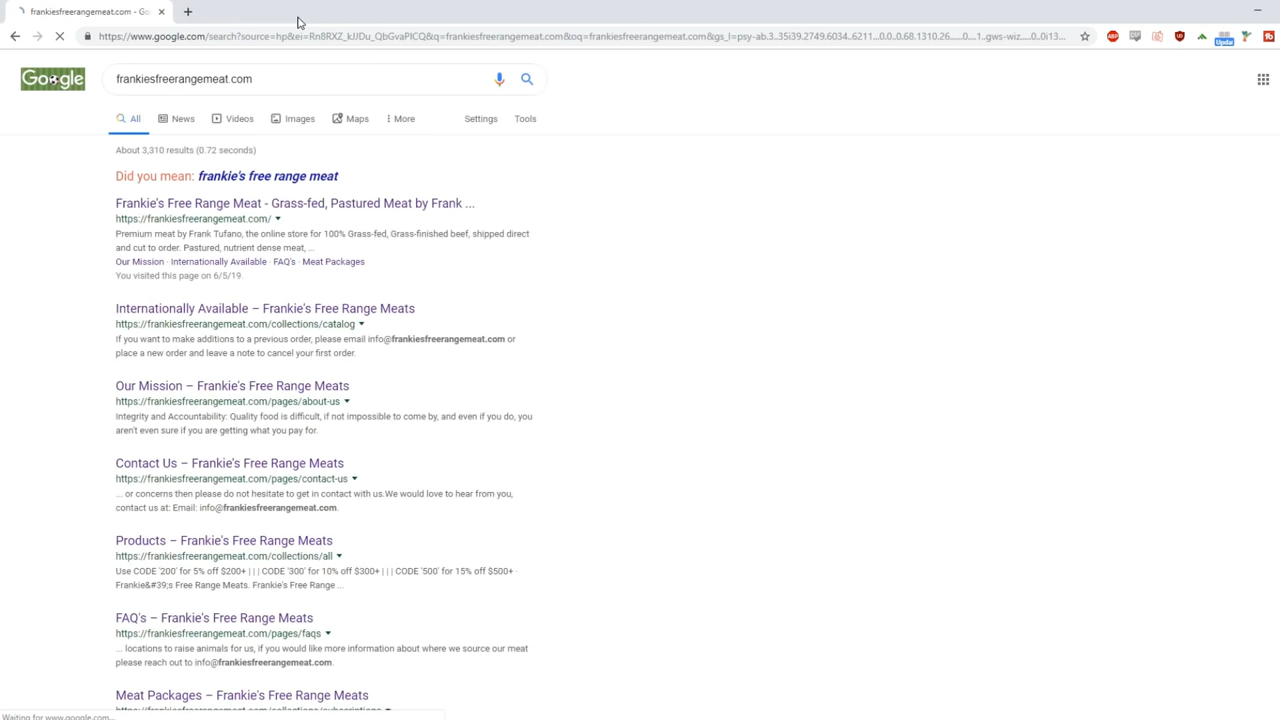 frankiesfreerangemeat.com - Go
https://www.google.com/search?source=hp&ei=Rn8RXZ_kJJDu_QbGvaPICQ&q=frankiesfreerangemeat.com&oq=frankiesfreerangemeat.com&gs_l=psy-ab.3..35i39.2749.6034..6211...0.0..0.68.1310.26......0....1..gws-wiz.....0..0i13...
ABP
Updat
Google
frankiesfreerangemeat.com
All News Videos Images Maps More Settings Tools
About 3,310 results (0.72 seconds)
Did you mean: frankie's free range meat
Frankie's Free Range Meat - Grass-fed, Pastured Meat by Frank ...
https://frankiesfreerangemeat.com/
Premium meat by Frank Tufano, the online store for 100% Grass-fed, Grass-finished beef, shipped direct
and cut to order. Pastured, nutrient dense meat, ...
Our Mission · Internationally Available · FAQ's · Meat Packages
You visited this page on 6/5/19.
Internationally Available – Frankie's Free Range Meats
https://frankiesfreerangemeat.com/collections/catalog
If you want to make additions to a previous order, please email info@frankiesfreerangemeat.com or
place a new order and leave a note to cancel your first order.
Our Mission – Frankie's Free Range Meats
https://frankiesfreerangemeat.com/pages/about-us
Integrity and Accountability: Quality food is difficult, if not impossible to come by, and even if you do, you
aren't even sure if you are getting what you pay for.
Contact Us – Frankie's Free Range Meats
https://frankiesfreerangemeat.com/pages/contact-us
... or concerns then please do not hesitate to get in contact with us.We would love to hear from you,
contact us at: Email: info@frankiesfreerangemeat.com.
Products – Frankie's Free Range Meats
https://frankiesfreerangemeat.com/collections/all
Use CODE '200' for 5% off $200+ | | | CODE '300' for 10% off $300+ | | | CODE '500' for 15% off $500+ ·
Frankie&#39;s Free Range Meats. Frankie's Free Range ...
FAQ's – Frankie's Free Range Meats
https://frankiesfreerangemeat.com/pages/faqs
... locations to raise animals for us, if you would like more information about where we source our meat
please reach out to info@frankiesfreerangemeat.com.
Meat Packages – Frankie's Free Range Meats
https://frankiesfreerangemeat.com/collections/subscriptions
Waiting for www.google.com...